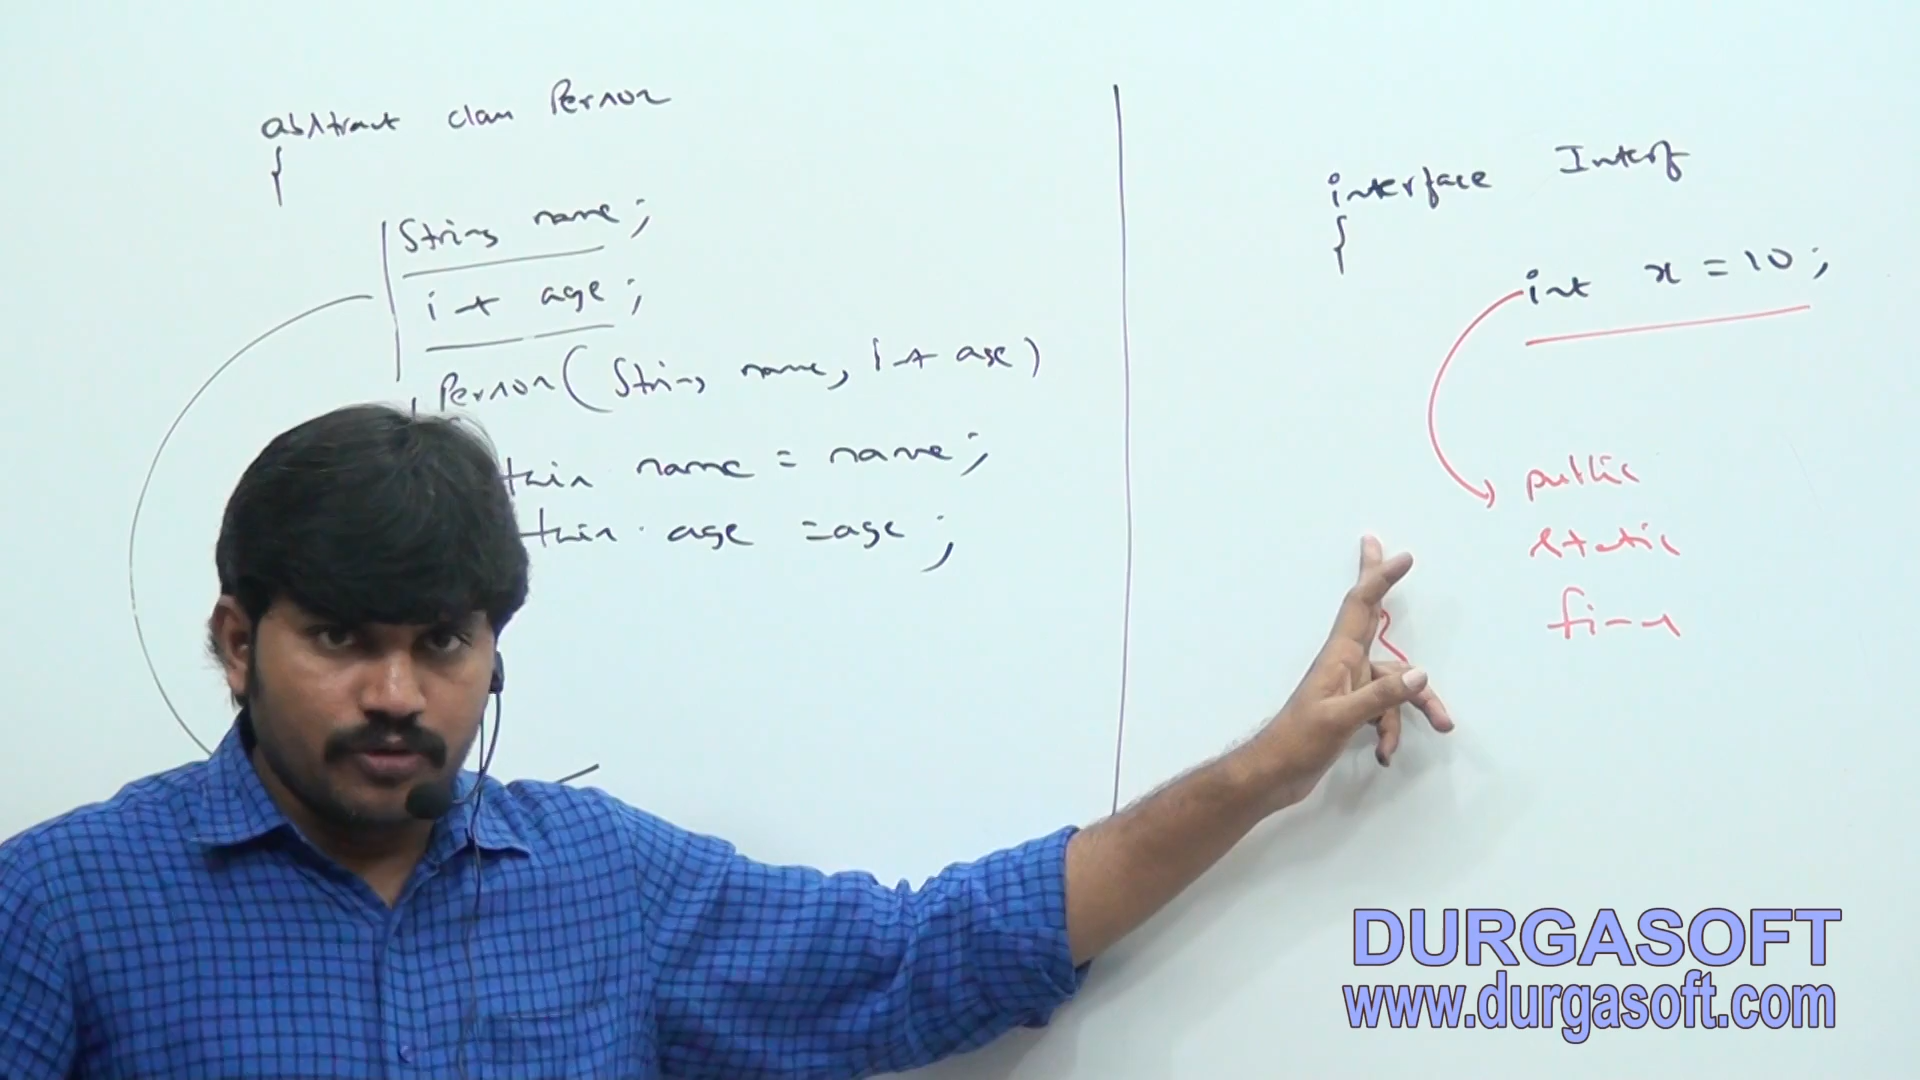 abstract class Person
{
String name;
int age;
Person(String name, int age)
this name = name;
this. age = age;
interface Interf
{
int x = 10;
public
static
final
}
DURGASOFT
www.durgasoft.com